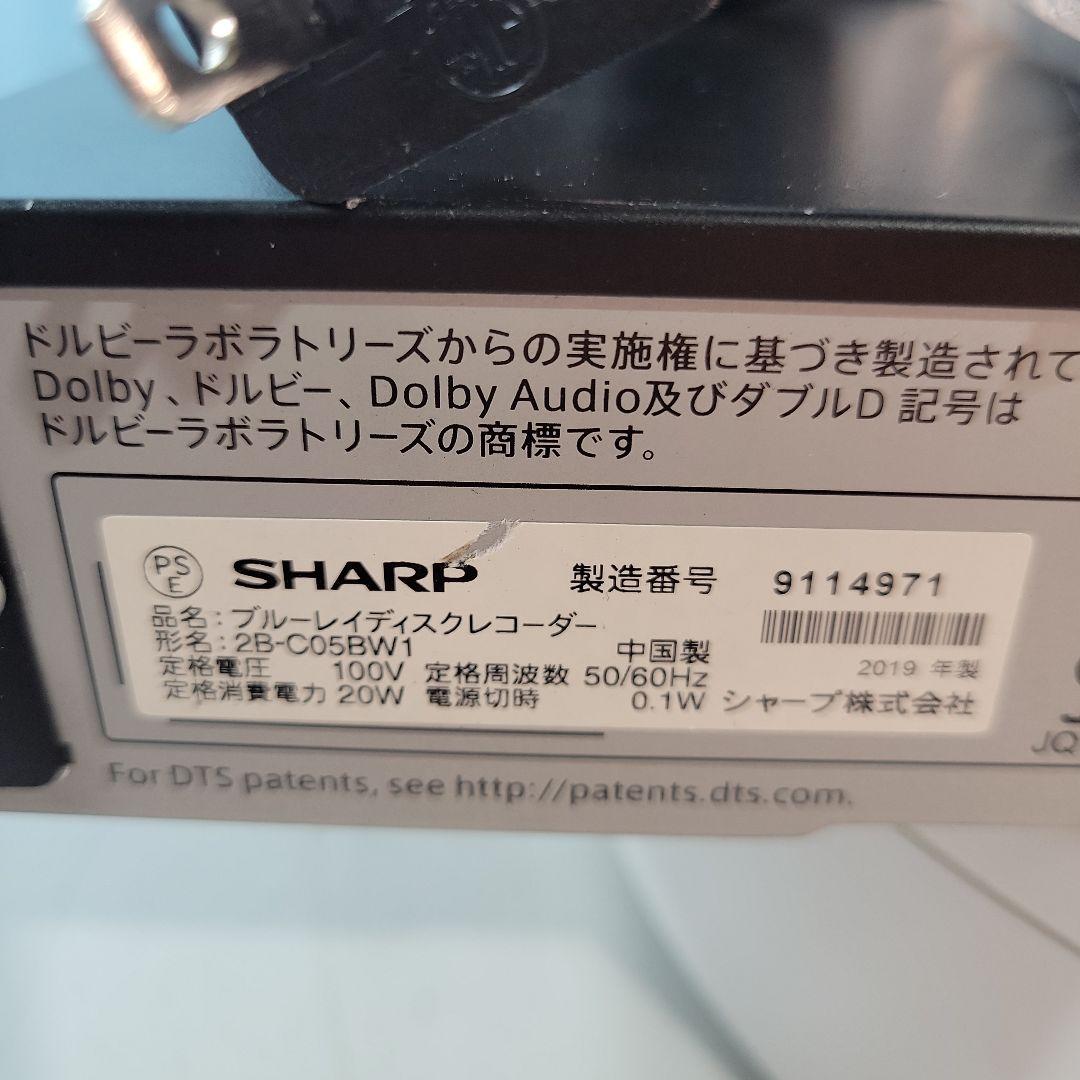 ドルビーラボラトリーズからの実施権に基づき製造されて
Dolby、ドルビー、Dolby Audio及びダブルD 記号は
ドルビーラボラトリーズの商標です。
PS
E
SHARP 製造番号 9114971
品名:ブルーレイディスクレコーダー
形名:2B-C05BW1 中国製
2019 年製
定格電圧 100V 定格周波数 50/60Hz
定格消費電力 20W 電源切時 0.1W シャープ株式会社
JQ
For DTS patents, see http://patents.dts.com.